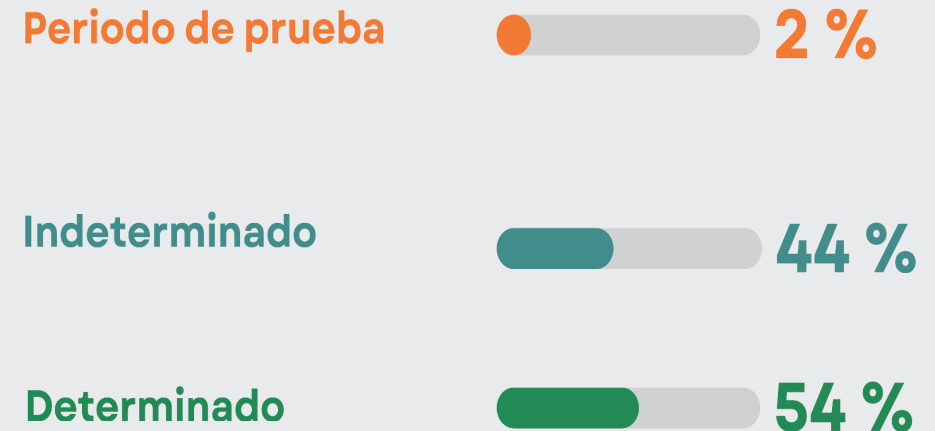 Periodo de prueba 2 %
Indeterminado 44 %
Determinado 54 %